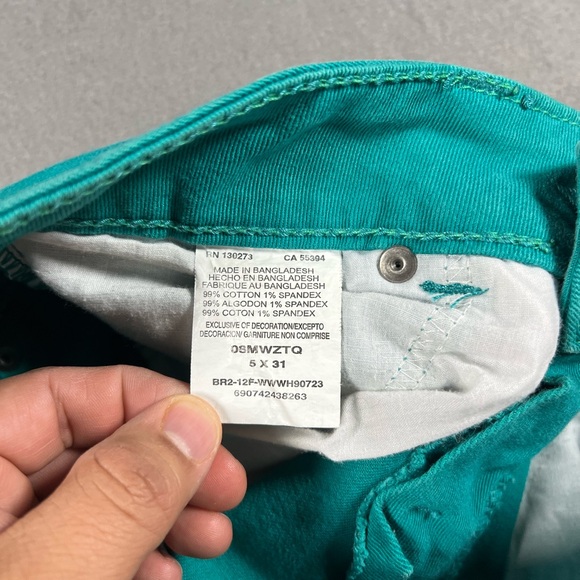 RN 130273 CA 55394
MADE IN BANGLADESH
HECHO EN BANGLADESH
FABRIQUE AU BANGLADESH
99% COTTON 1% SPANDEX
99% ALGODON 1% SPANDEX
99% COTON 1% SPANDEX
EXCLUSIVE OF DECORATION/EXCEPTO
DECORACION/ GARNITURE NON COMPRISE
09MWZTQ
5 X 31
BR2-12F-WW/WH90723
690742438263